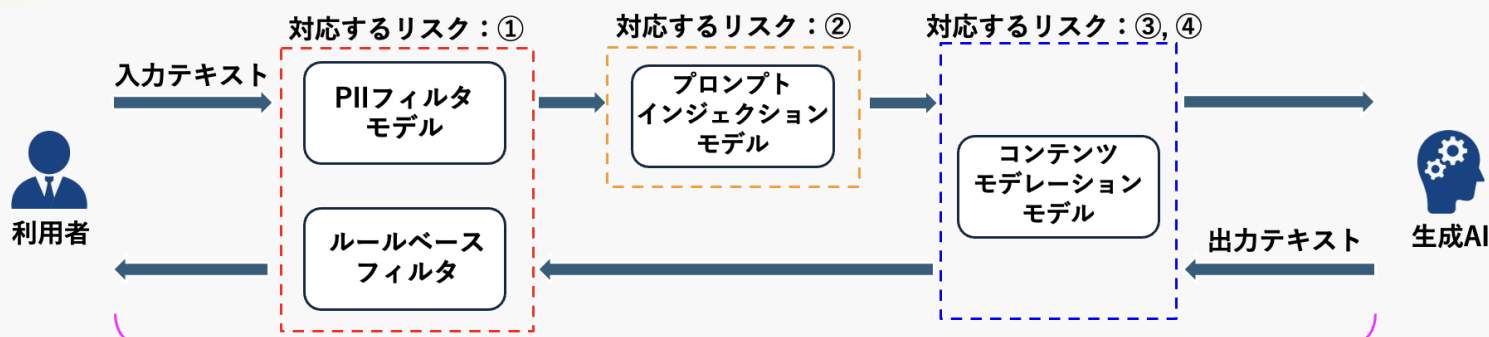 対応するリスク：①
対応するリスク：②
対応するリスク：③, ④
入力テキスト
PIIフィルタ
モデル
プロンプト
インジェクション
モデル
コンテンツ
モデレーション
モデル
利用者
ルールベース
フィルタ
出力テキスト
生成AI